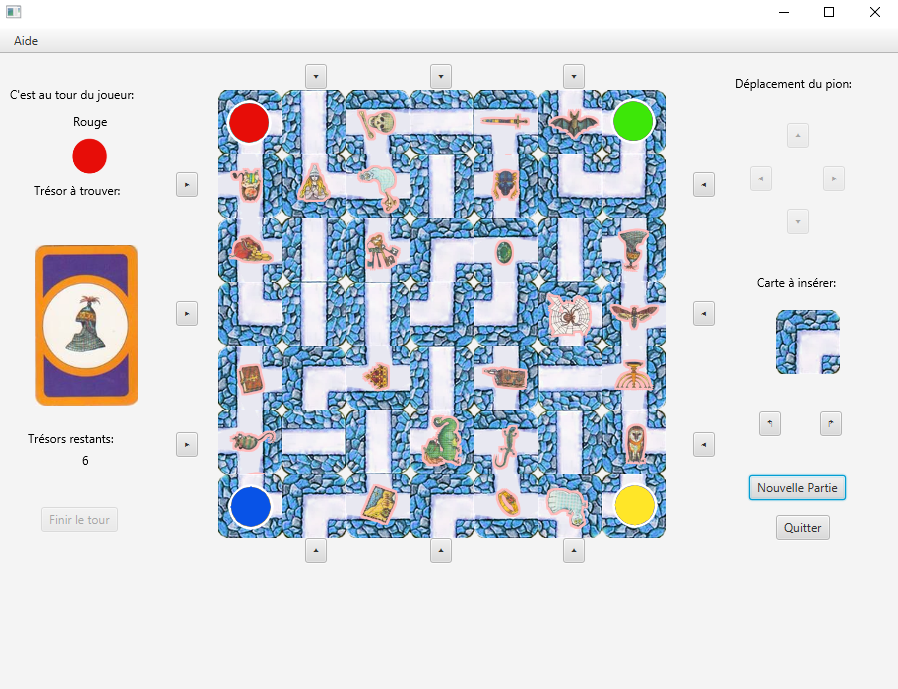 Aide
C'est au tour du joueur:
Rouge
Trésor à trouver:
Trésors restants:
6
Finir le tour
Déplacement du pion:
Carte à insérer:
Nouvelle Partie
Quitter